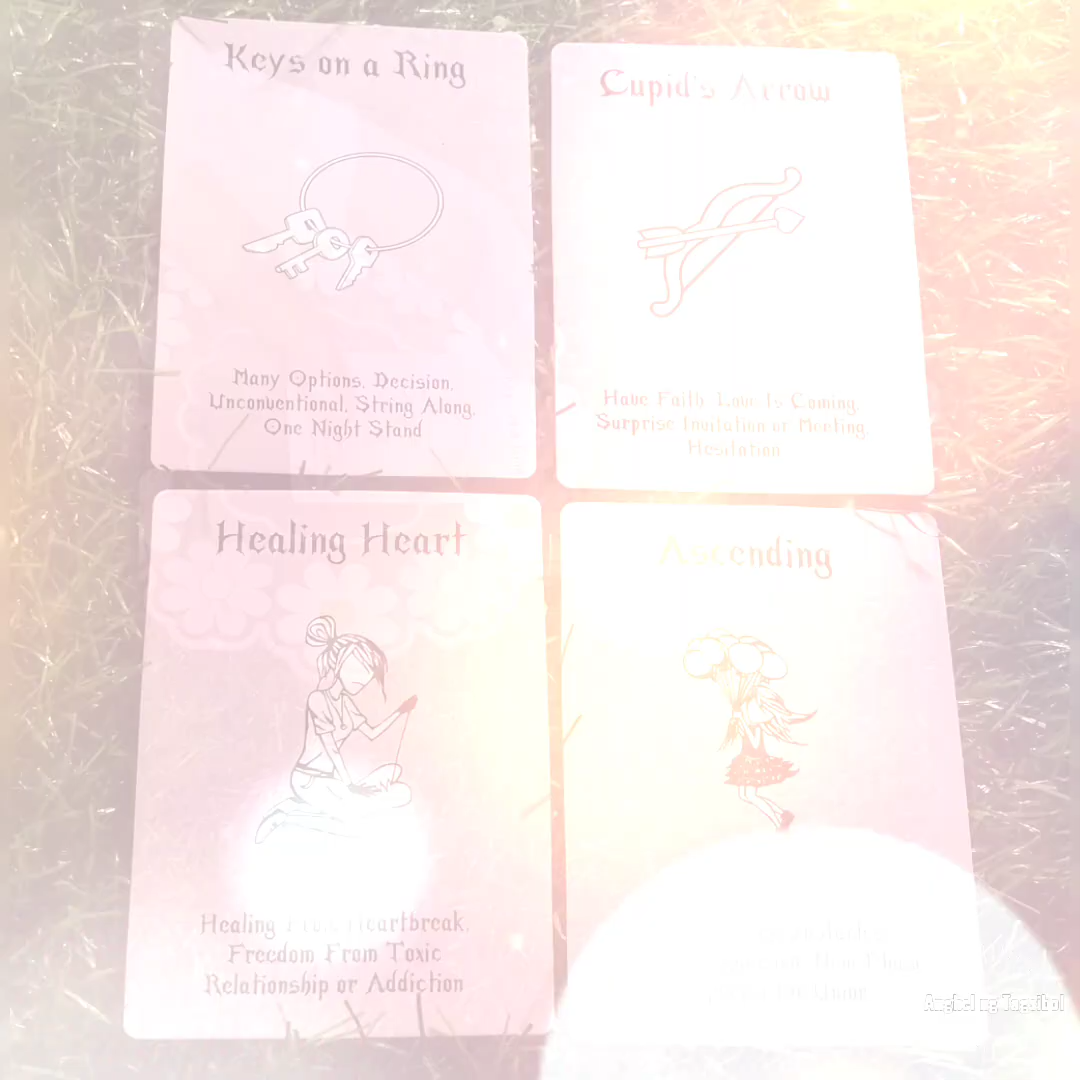 Keys on a Ring
Many Options, Decision,
Unconventional, String Along,
One Night Stand
Cupid's Arrow
Have Faith Love Is Coming,
Surprise Invitation or Meeting,
Hesitation
Healing Heart
Healing Heartbreak,
Freedom From Toxic
Relationship or Addiction
Ascending